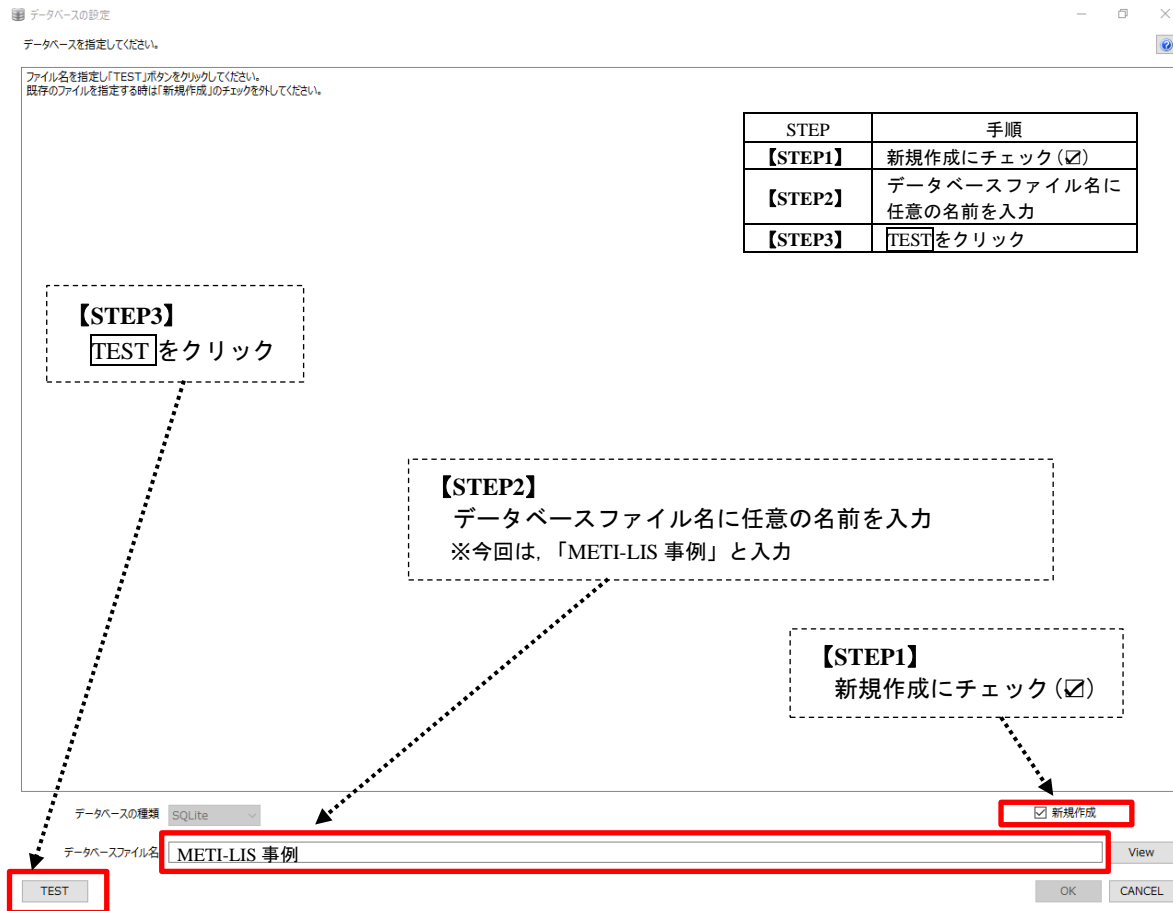 データベースの設定
データベースを指定してください。
ファイル名を指定し「TEST」ボタンをクリックしてください。
既存のファイルを指定する時は「新規作成」のチェックを外してください。
STEP 手順
【STEP1】 新規作成にチェック(☑)
【STEP2】 データベースファイル名に
任意の名前を入力
【STEP3】 TESTをクリック
【STEP3】
TEST をクリック
【STEP2】
データベースファイル名に任意の名前を入力
※今回は,「METI-LIS 事例」と入力
【STEP1】
新規作成にチェック(☑)
データベースの種類 SQLite ☑ 新規作成
データベースファイル名 METI-LIS 事例 View
TEST OK CANCEL